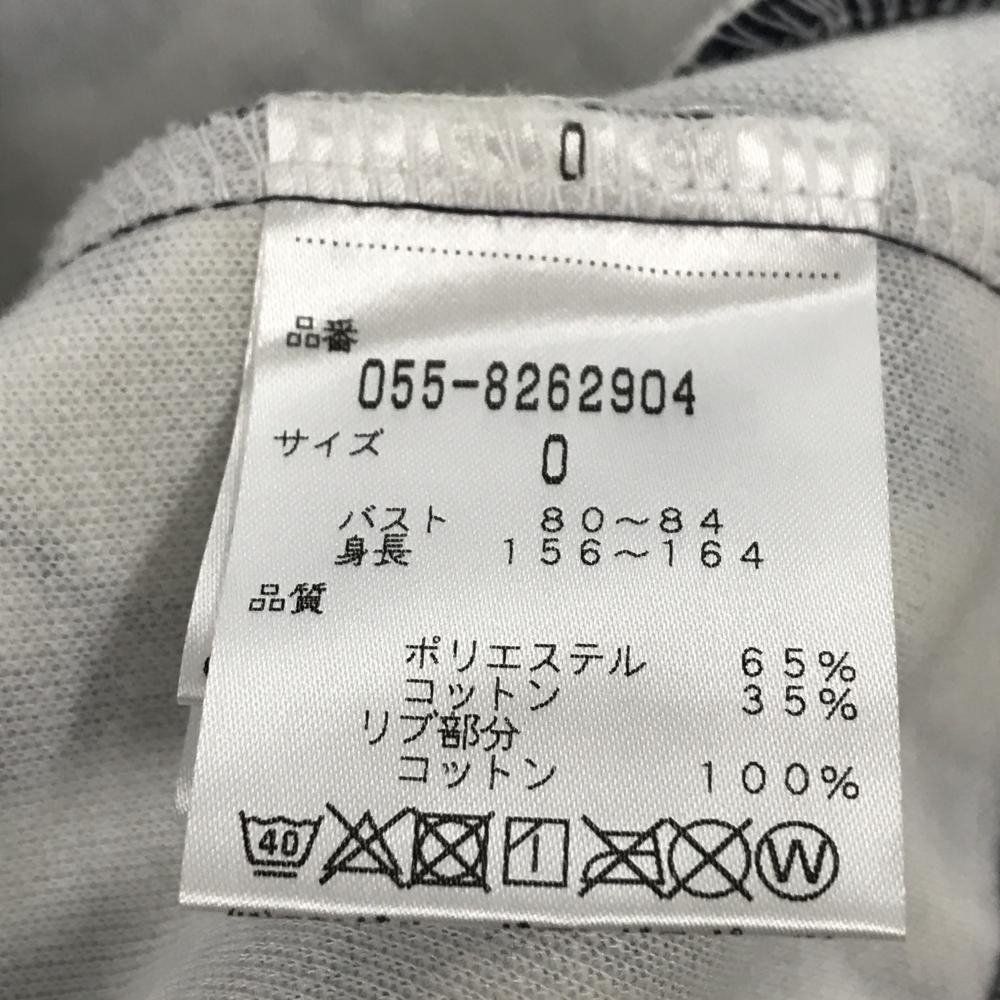 0
品番
055-8262904
サイズ
0
バスト 80〜84
身長 156〜164
品質
ポリエステル 65%
コットン 35%
リブ部分
コットン 100%
40
W